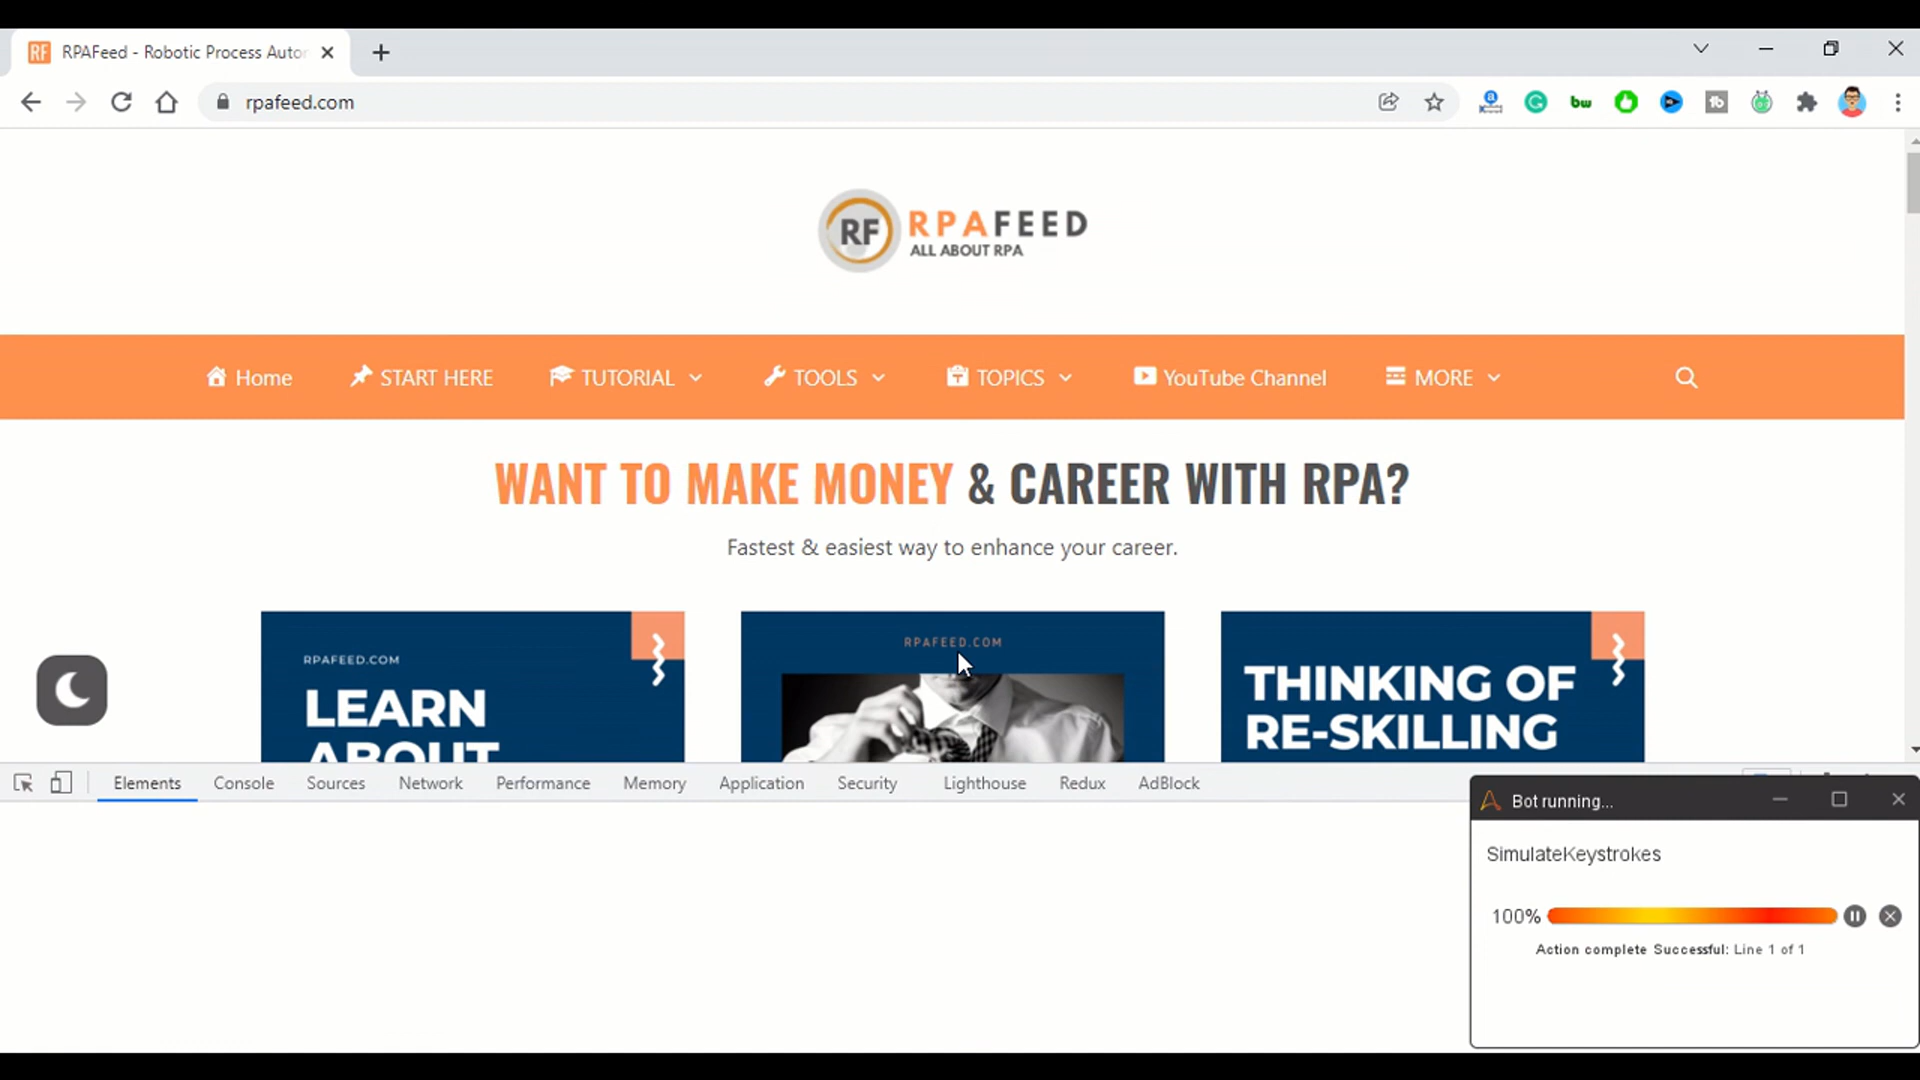 RF RPAFeed - Robotic Process Autor
rpafeed.com
bw
RF RPAFEED
ALL ABOUT RPA
Home START HERE TUTORIAL TOOLS TOPICS YouTube Channel MORE
WANT TO MAKE MONEY & CAREER WITH RPA?
Fastest & easiest way to enhance your career.
RPAFEED.COM
LEARN
ABOUT
RPAFEED.COM
THINKING OF
RE-SKILLING
Elements Console Sources Network Performance Memory Application Security Lighthouse Redux AdBlock
Bot running...
SimulateKeystrokes
100%
Action complete Successful: Line 1 of 1